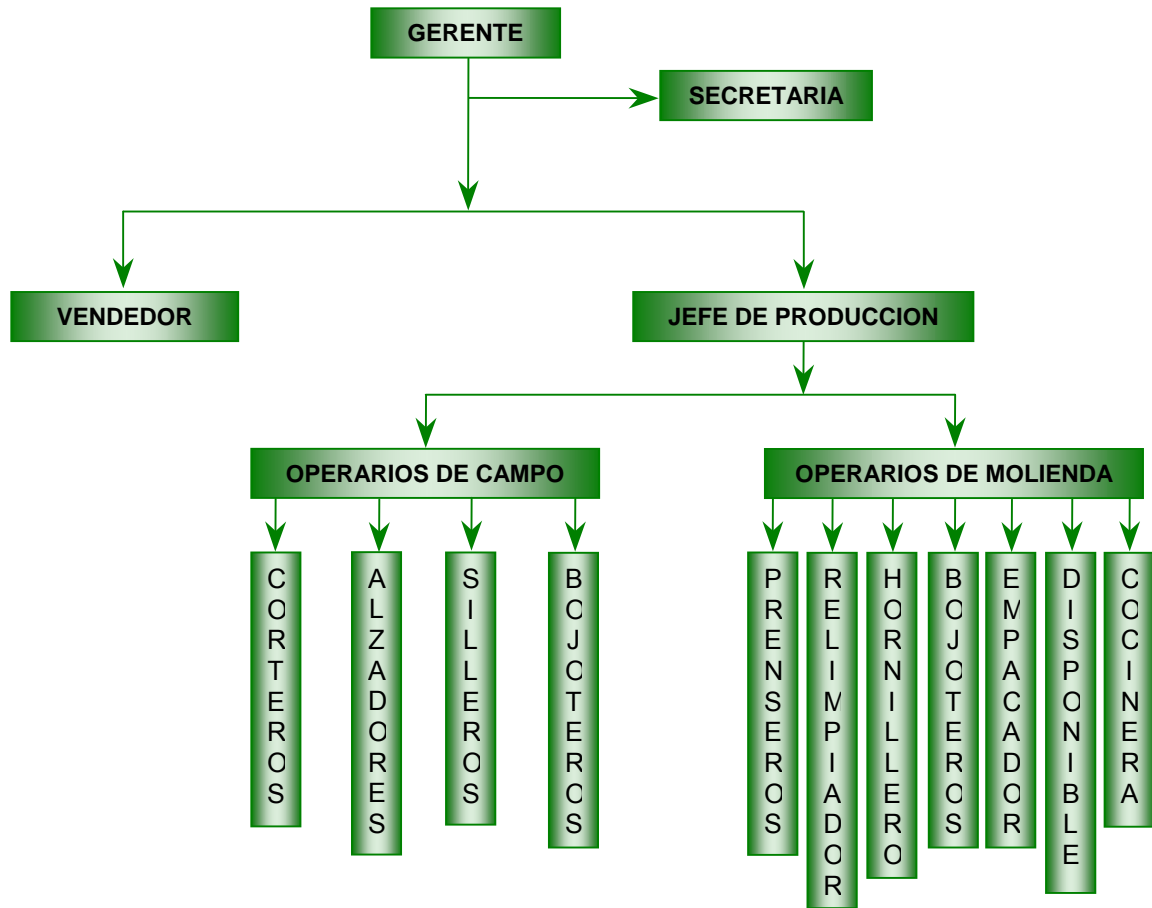 GERENTE
SECRETARIA
VENDEDOR
JEFE DE PRODUCCION
OPERARIOS DE CAMPO
OPERARIOS DE MOLIENDA
CORTEROS
ALZADORES
SILLEROS
BOJOTEROS
PRENSEROS
RELIMPIADOR
HORNILLERO
BOJOTEROS
EMPACADOR
DISPONIBLE
COCINERA